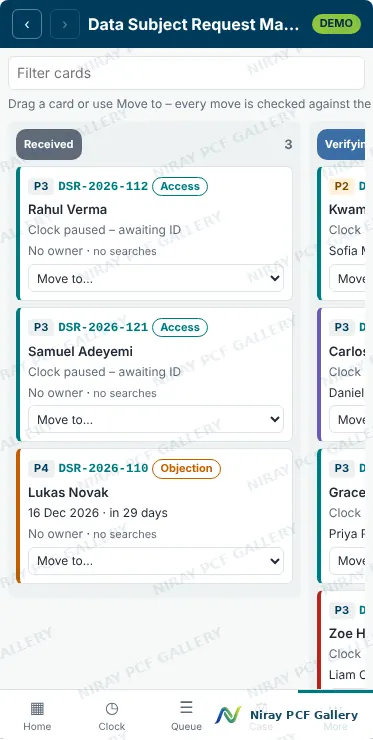 Data Subject Request Ma...
DEMO
Filter cards
Drag a card or use Move to – every move is checked against the
Received
3
P3 DSR-2026-112 Access
Rahul Verma
Clock paused – awaiting ID
No owner · no searches
Move to...
P3 DSR-2026-121 Access
Samuel Adeyemi
Clock paused – awaiting ID
No owner · no searches
Move to...
P4 DSR-2026-110 Objection
Lukas Novak
16 Dec 2026 · in 29 days
No owner · no searches
Move to...
Verifyin
P2 D
Kwam
Clock
Sofia M
Move
P3 D
Carlos
Clock
Daniel
Move
P3 D
Grace
Clock
Priya F
Move
P3 D
Zoe H
Clock
Liam C
Home
Clock
Queue
Case
More
NIRAY PCF GALLERY
Niray PCF Gallery